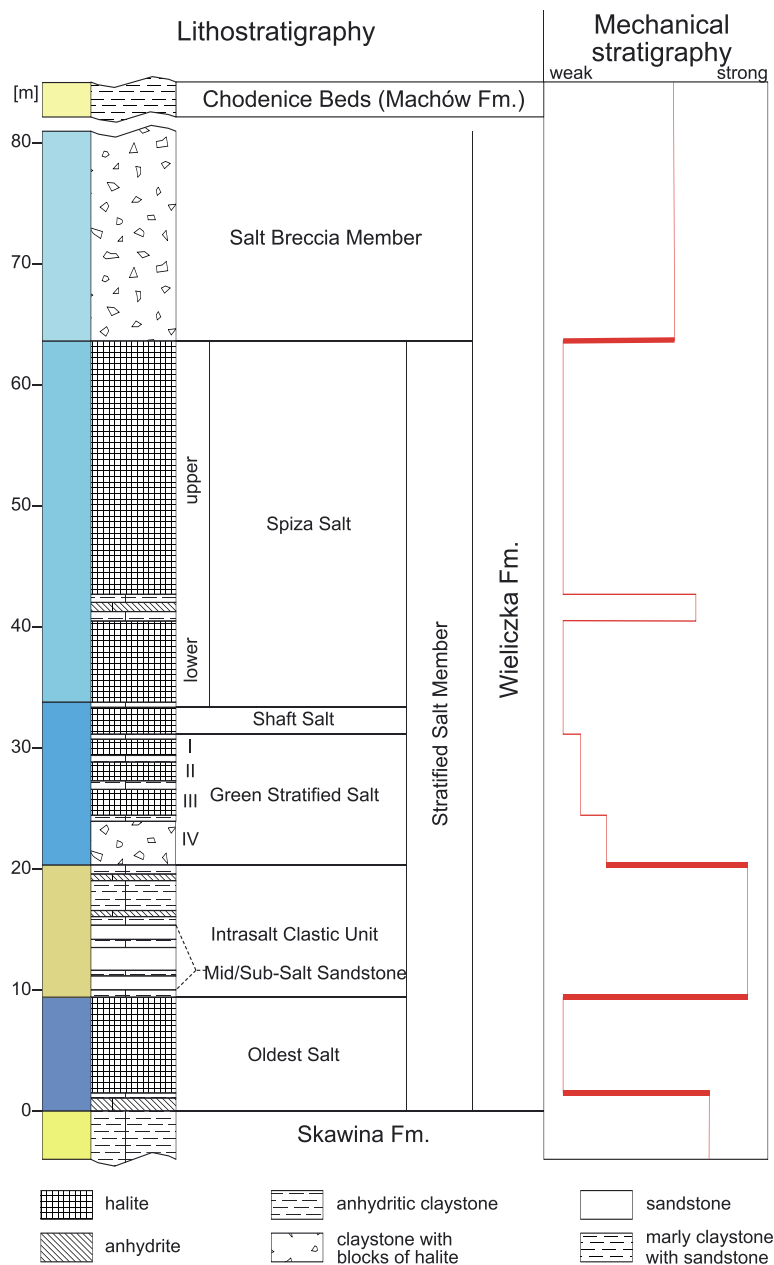 Lithostratigraphy
Mechanical
stratigraphy
weak
strong
[m]
Chodenice Beds (Machów Fm.)
80
70
Salt Breccia Member
60
upper
50
Spiza Salt
Wieliczka Fm.
40
lower
Stratified Salt Member
Shaft Salt
30
I
II
III
Green Stratified Salt
IV
20
Intrasalt Clastic Unit
Mid/Sub-Salt Sandstone
10
Oldest Salt
0
Skawina Fm.
halite
anhydritic claystone
sandstone
anhydrite
claystone with
blocks of halite
marly claystone
with sandstone